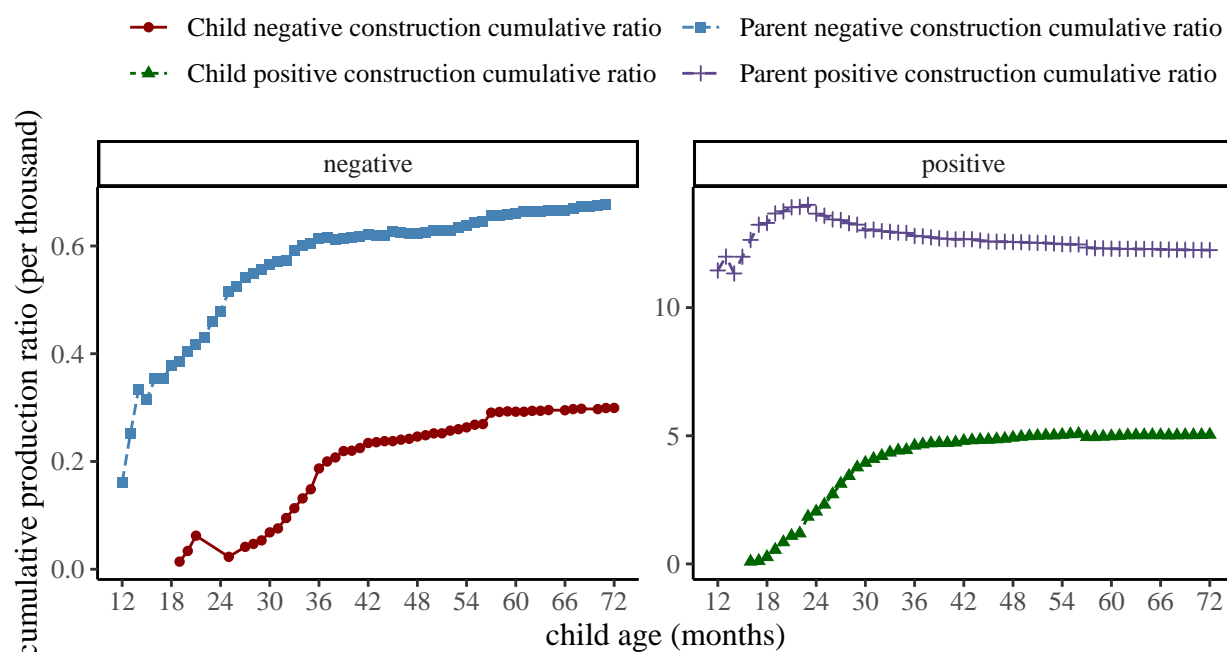 Child negative construction cumulative ratio
Parent negative construction cumulative ratio
Child positive construction cumulative ratio
Parent positive construction cumulative ratio
cumulative production ratio (per thousand)
negative
positive
0.6
0.4
0.2
0.0
10
5
0
12 18 24 30 36 42 48 54 60 66 72
12 18 24 30 36 42 48 54 60 66 72
child age (months)